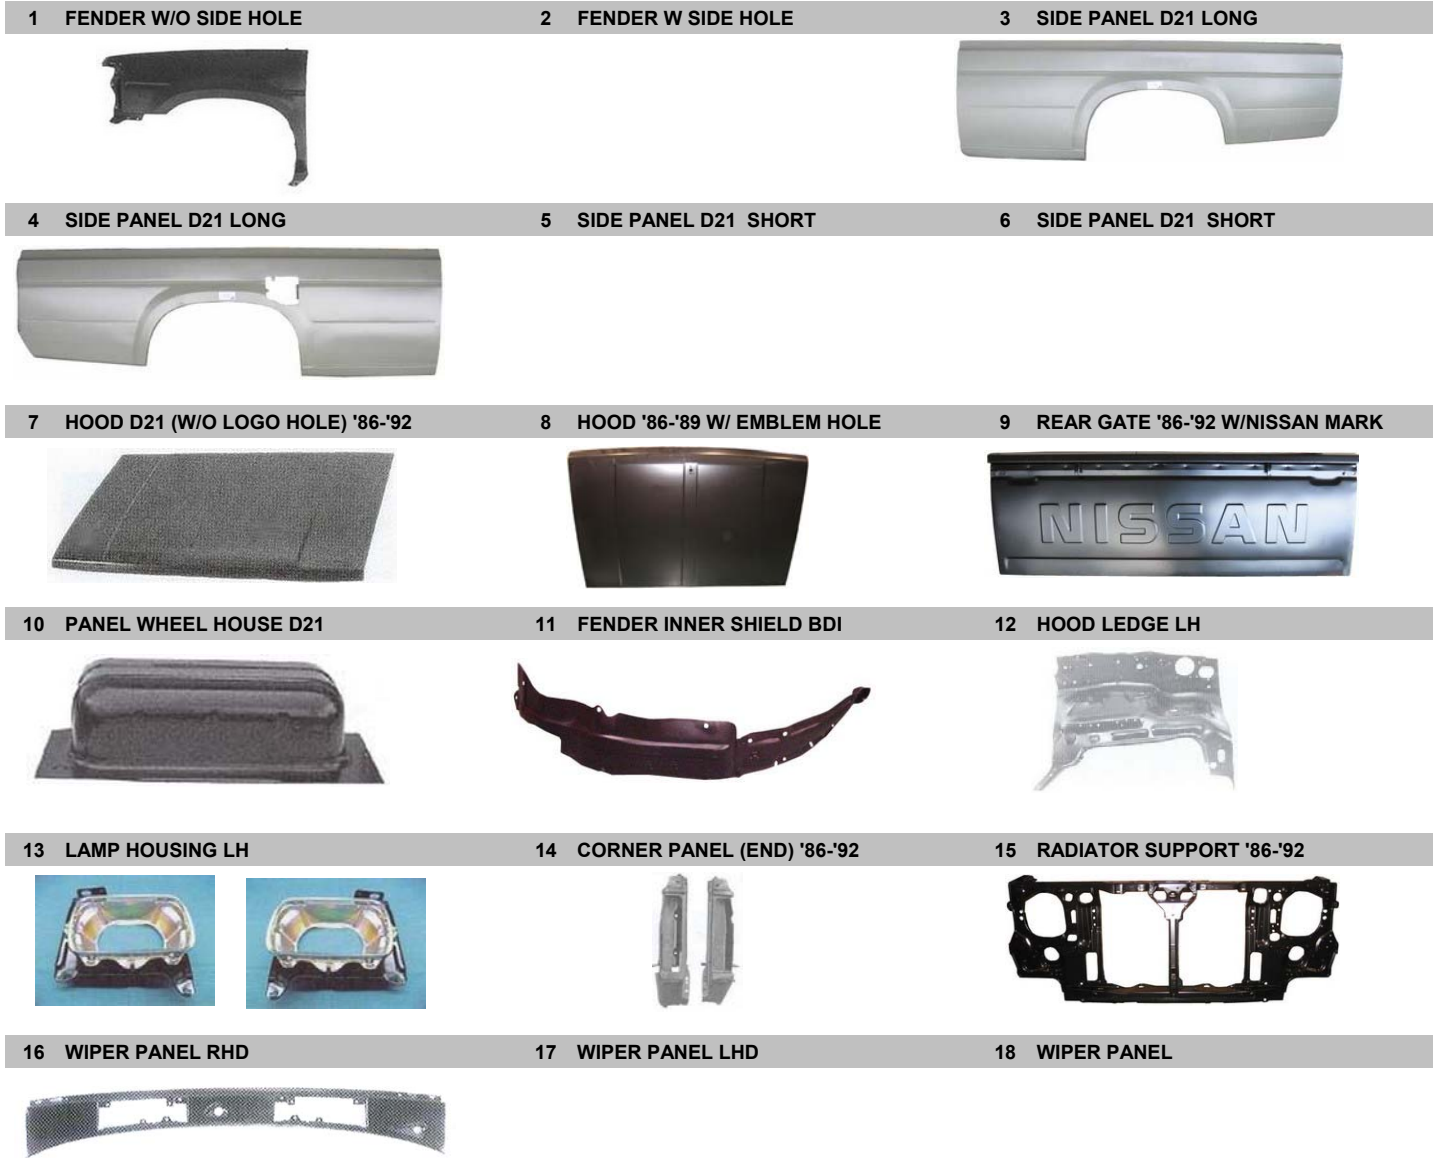 1 FENDER W/O SIDE HOLE
2 FENDER W SIDE HOLE
3 SIDE PANEL D21 LONG
4 SIDE PANEL D21 LONG
5 SIDE PANEL D21 SHORT
6 SIDE PANEL D21 SHORT
7 HOOD D21 (W/O LOGO HOLE) '86-'92
8 HOOD '86-'89 W/ EMBLEM HOLE
9 REAR GATE '86-'92 W/NISSAN MARK
NISSAN
10 PANEL WHEEL HOUSE D21
11 FENDER INNER SHIELD BDI
12 HOOD LEDGE LH
13 LAMP HOUSING LH
14 CORNER PANEL (END) '86-'92
15 RADIATOR SUPPORT '86-'92
16 WIPER PANEL RHD
17 WIPER PANEL LHD
18 WIPER PANEL